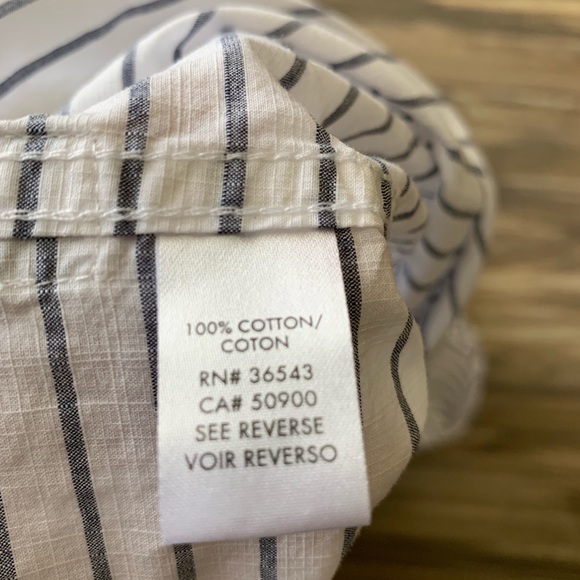 100% COTTON/
COTON
RN# 36543
CA# 50900
SEE REVERSE
VOIR REVERSO